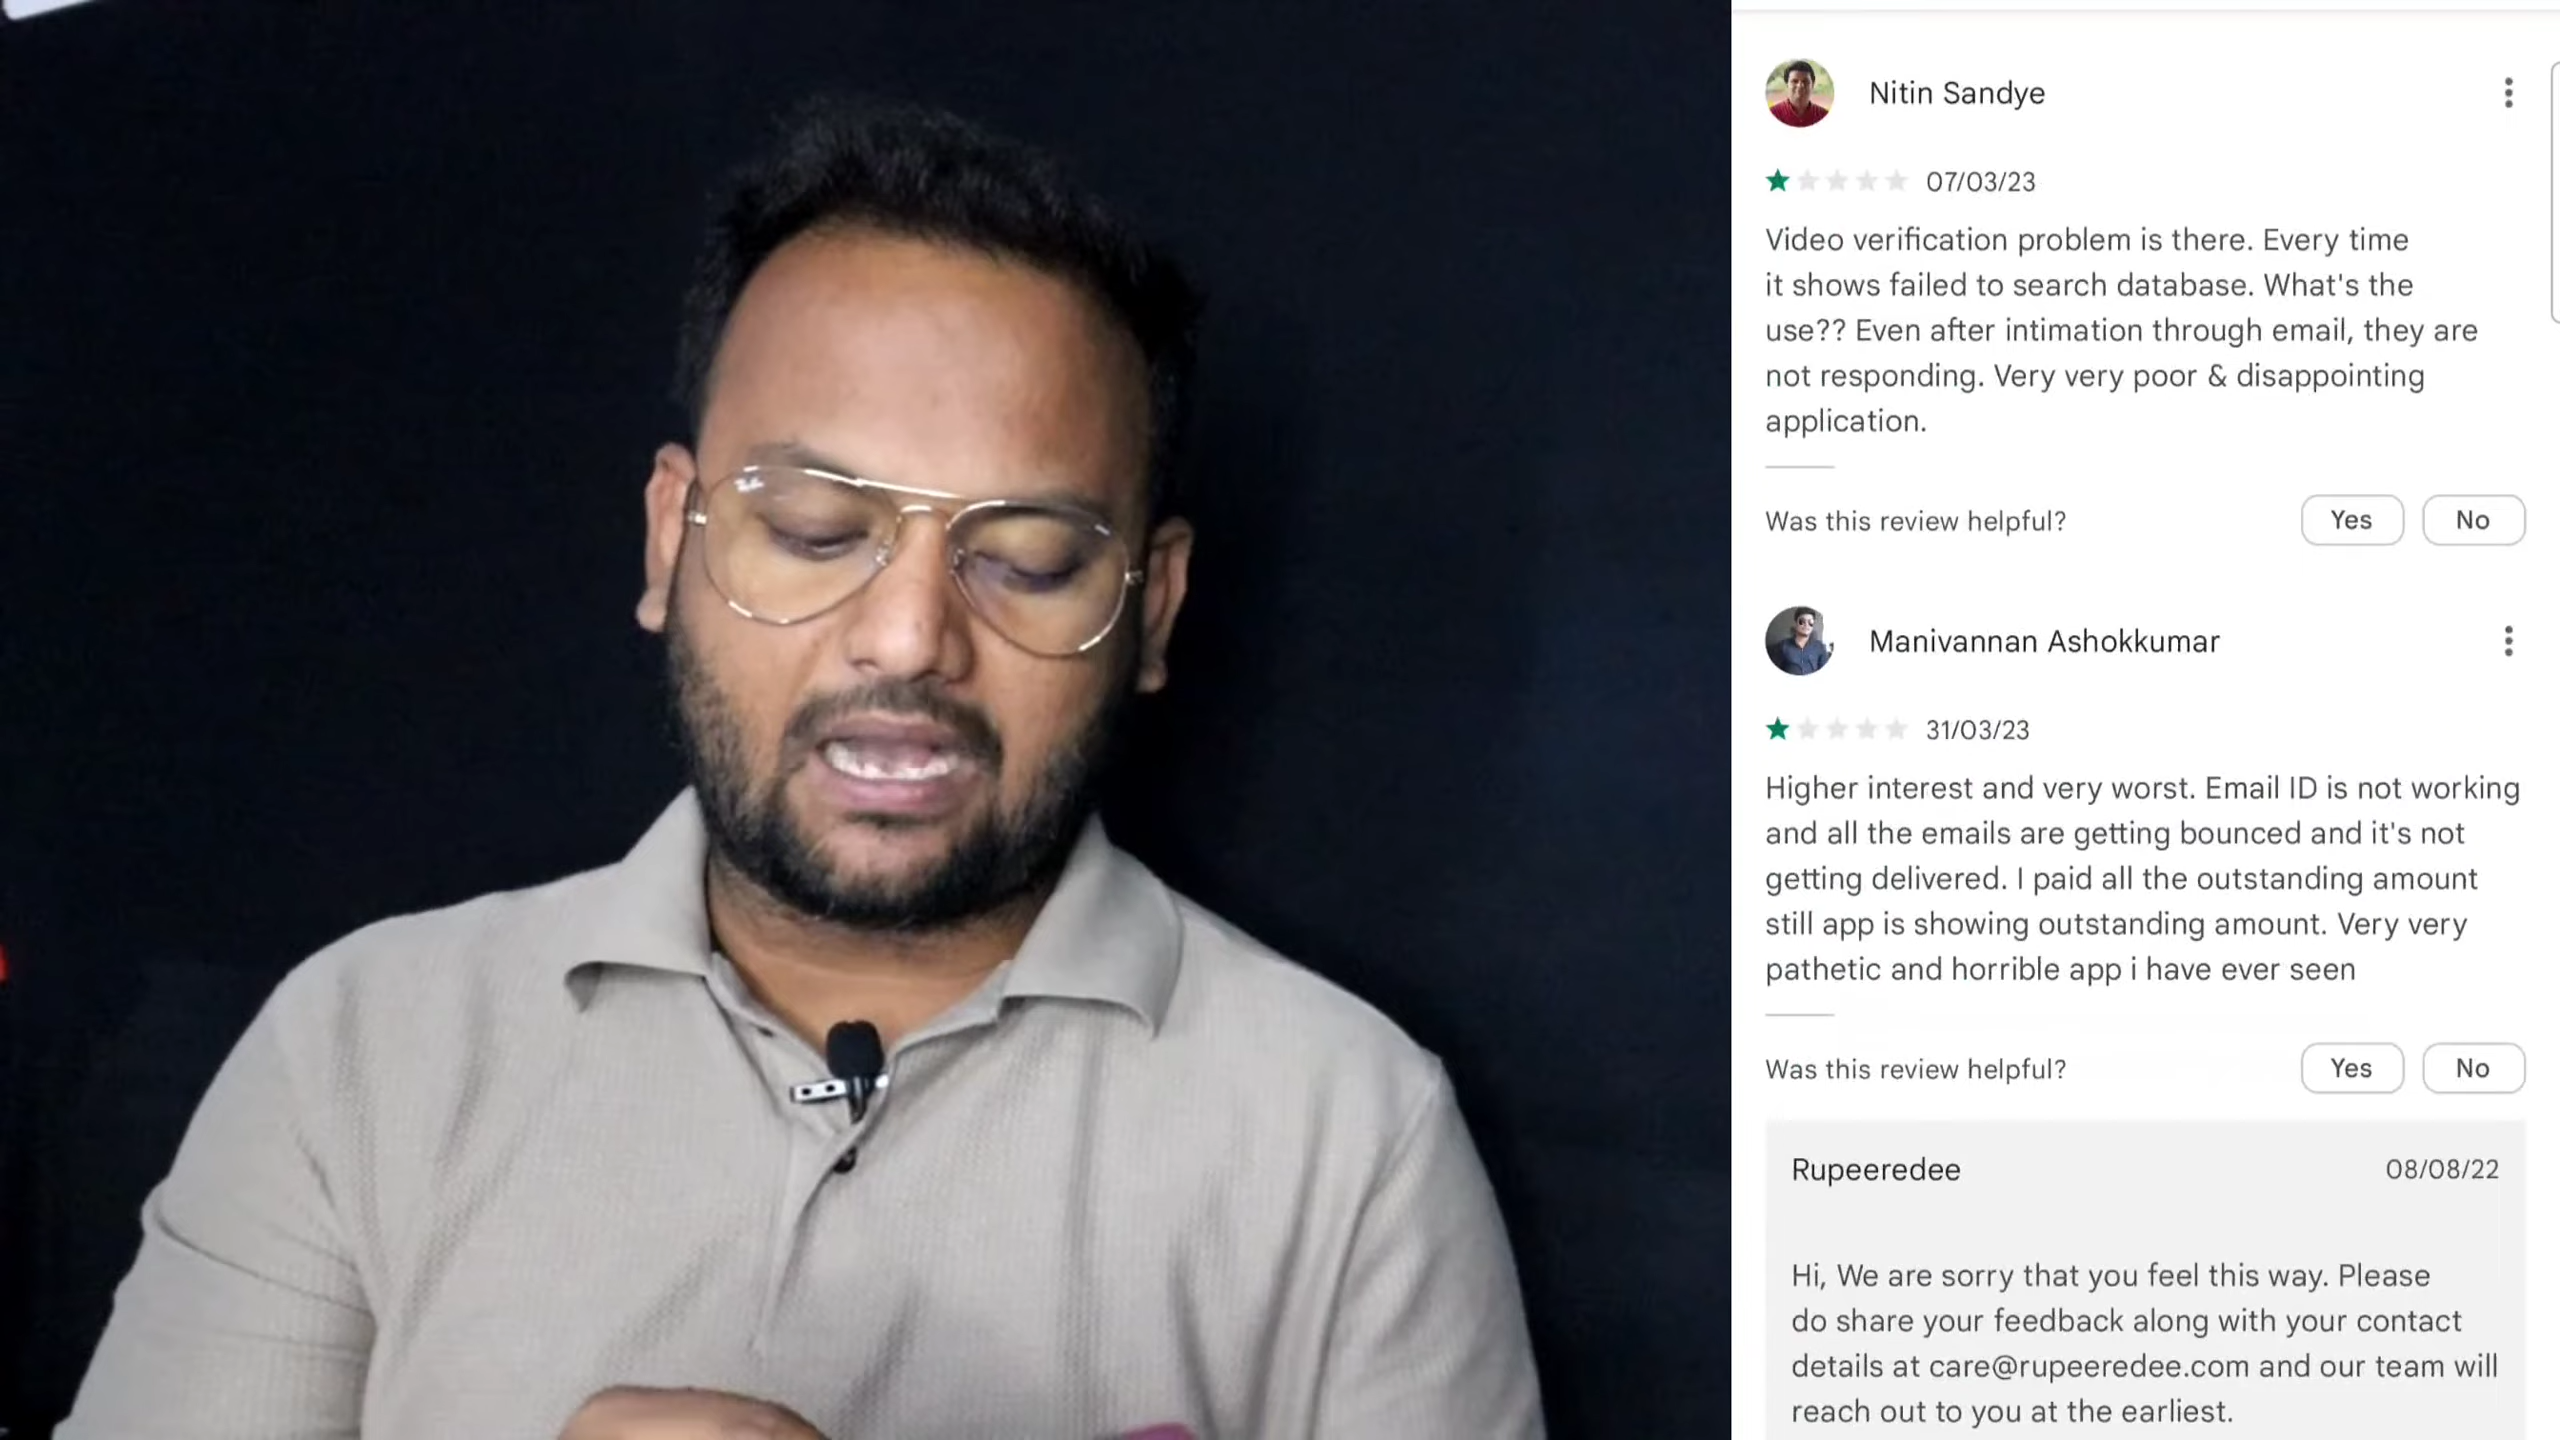 Nitin Sandye
07/03/23
Video verification problem is there. Every time
it shows failed to search database. What's the
use?? Even after intimation through email, they are
not responding. Very very poor & disappointing
application.
Was this review helpful?
Yes
No
Manivannan Ashokkumar
31/03/23
Higher interest and very worst. Email ID is not working
and all the emails are getting bounced and it's not
getting delivered. I paid all the outstanding amount
still app is showing outstanding amount. Very very
pathetic and horrible app i have ever seen
Was this review helpful?
Yes
No
Rupeeredee
08/08/22
Hi, We are sorry that you feel this way. Please
do share your feedback along with your contact
details at care@rupeeredee.com and our team will
reach out to you at the earliest.